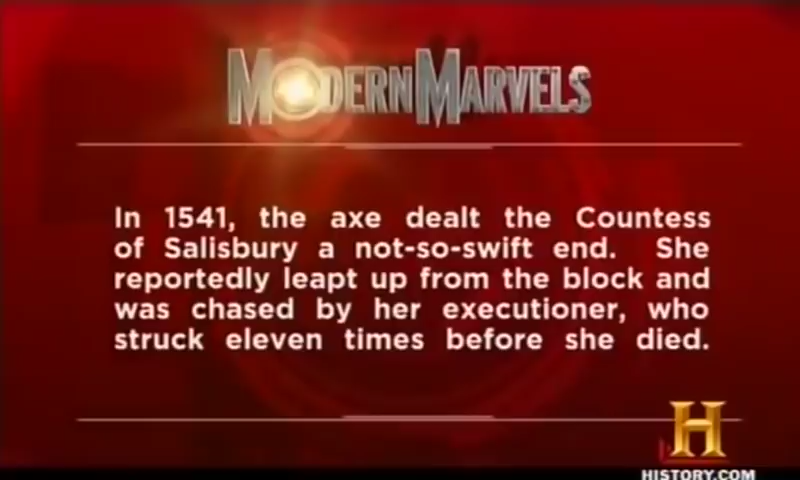 MODERN MARVELS
In 1541, the axe dealt the Countess
of Salisbury a not-so-swift end. She
reportedly leapt up from the block and
was chased by her executioner, who
struck eleven times before she died.
H
HISTORY.COM